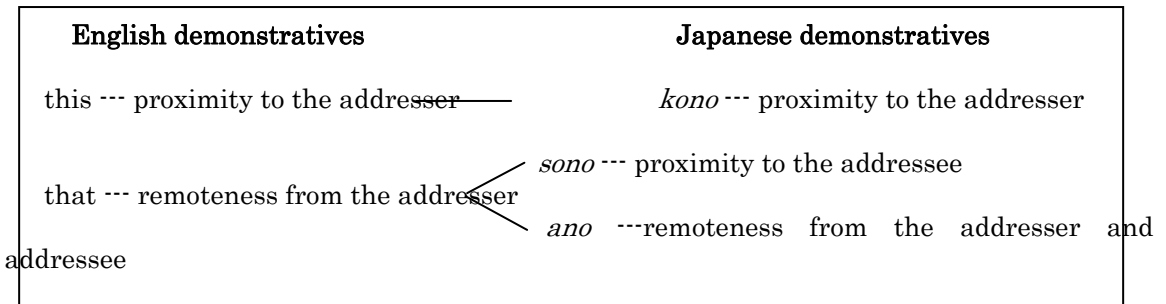 English demonstratives Japanese demonstratives
this --- proximity to the addresser kono --- proximity to the addresser
sono --- proximity to the addressee
that --- remoteness from the addresser
ano ---remoteness from the addresser and
addressee